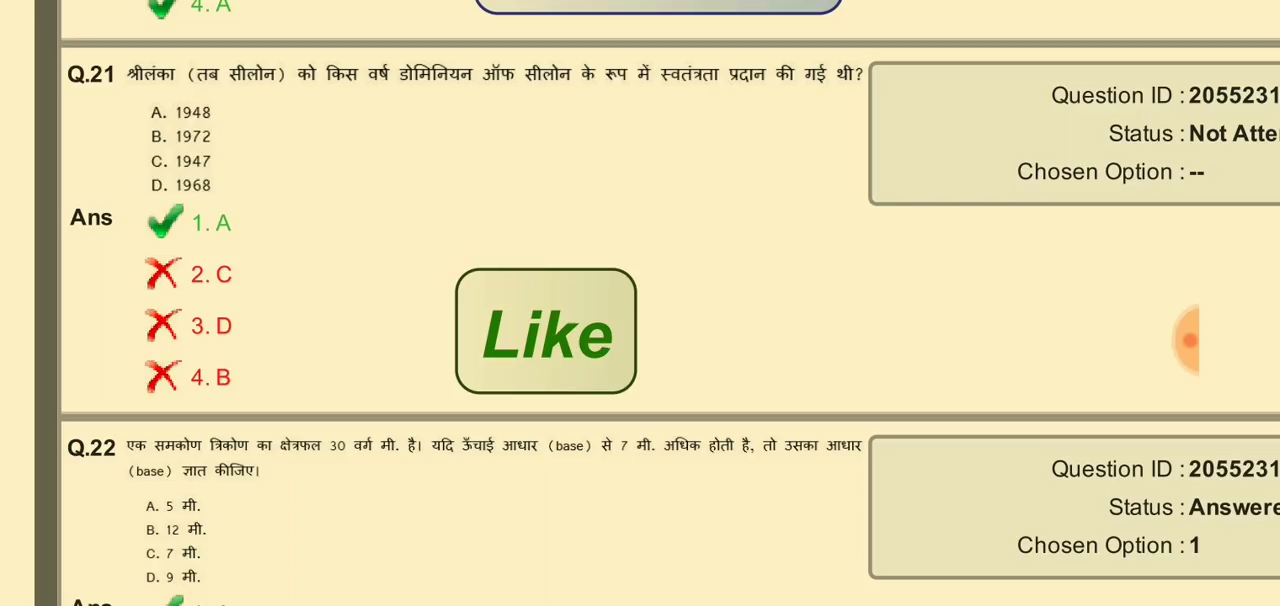 4. A
Q.21 श्रीलंका (तब सीलोन) को किस वर्ष डोमिनियन ऑफ सीलोन के रूप में स्वतंत्रता प्रदान की गई थी?
A. 1948
B. 1972
C. 1947
D. 1968
Question ID : 2055231
Status : Not Atte
Chosen Option : --
Ans 1. A
2. C
3. D
4. B
Like
Q.22 एक समकोण त्रिकोण का क्षेत्रफल 30 वर्ग मी. है। यदि ऊँचाई आधार (base) से 7 मी. अधिक होती है, तो उसका आधार
(base) ज्ञात कीजिए।
A. 5 मी.
B. 12 मी.
C. 7 मी.
D. 9 मी.
Question ID : 2055231
Status : Answere
Chosen Option : 1
Ans